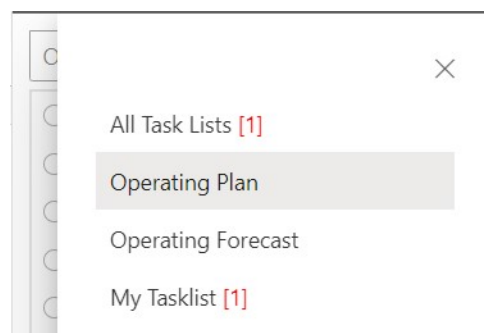 O
All Task Lists [1]
Operating Plan
Operating Forecast
My Tasklist [1]